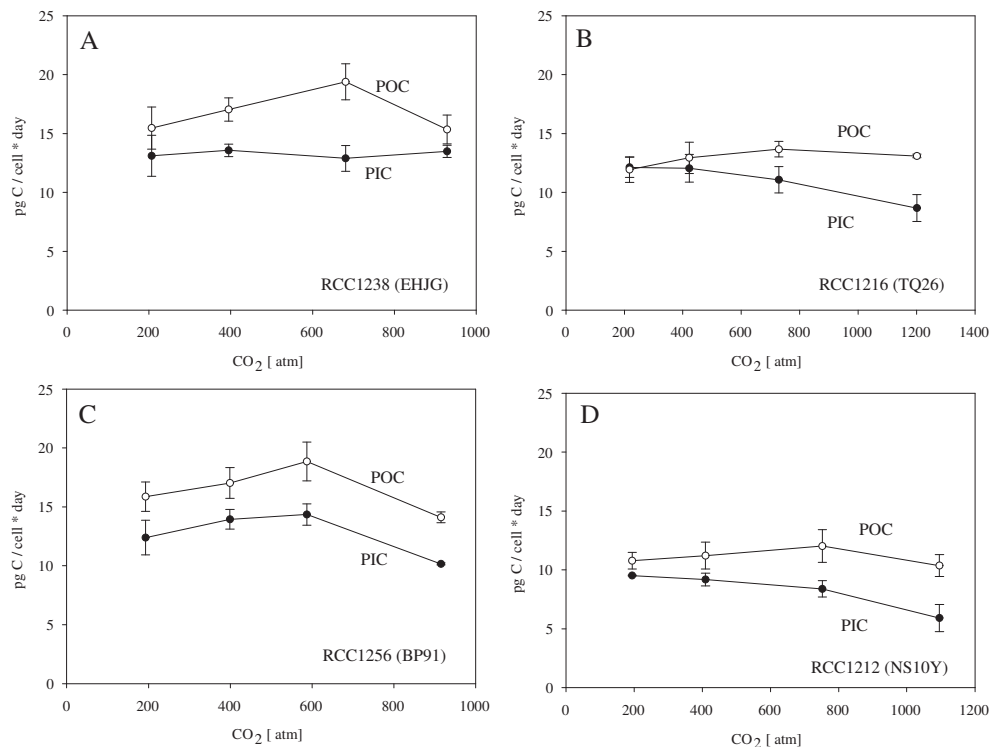 A
25
20
15
10
5
0
pg C / cell * day
POC
PIC
RCC1238 (EHJG)
0 200 400 600 800 1000
CO2 [ atm]
B
25
20
15
10
5
0
pg C / cell * day
POC
PIC
RCC1216 (TQ26)
0 200 400 600 800 1000 1200 1400
CO2 [ atm]
C
25
20
15
10
5
0
pg C / cell * day
POC
PIC
RCC1256 (BP91)
0 200 400 600 800 1000
CO2 [ atm]
D
25
20
15
10
5
0
pg C / cell * day
POC
PIC
RCC1212 (NS10Y)
0 200 400 600 800 1000 1200
CO2 [ atm]